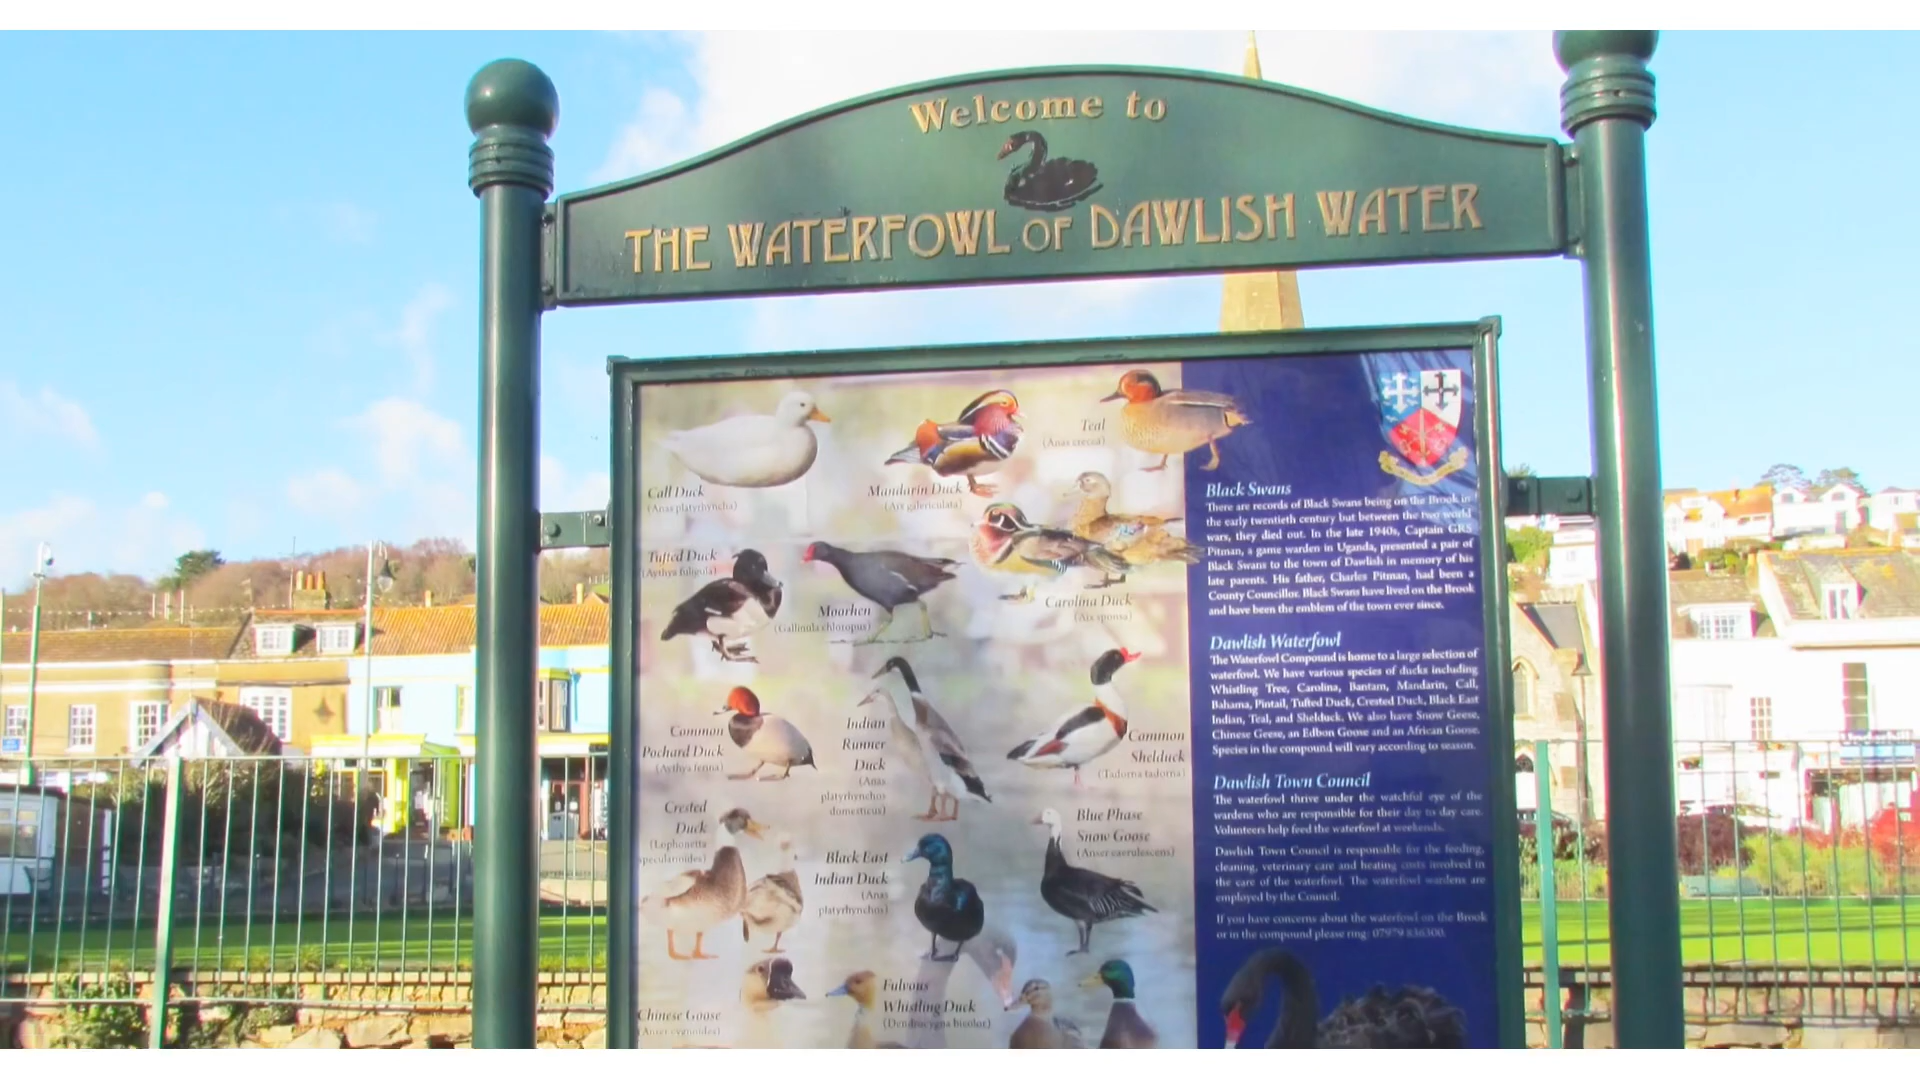 Welcome to
THE WATERFOWL OF DAWLISH WATER
Call Duck
(Anas platyrhyncha)
Mandarin Duck
(Aix galericulata)
Teal
(Anas crecca)
Tufted Duck
(Aythya fuligula)
Moorhen
(Gallinula chloropus)
Carolina Duck
(Aix sponsa)
Common
Pochard Duck
(Aythya ferina)
Indian
Runner
Duck
(Anas
platyrhynchos
domesticus)
Common
Shelduck
(Tadorna tadorna)
Crested
Duck
(Lophonetta
specularioides)
Black East
Indian Duck
(Anas
platyrhynchos)
Blue Phase
Snow Goose
(Anser caerulescens)
Chinese Goose
(Anser cygnoides)
Fulvous
Whistling Duck
(Dendrocygna bicolor)
Black Swans
There are records of Black Swans being on the Brook in
the early twentieth century but between the two world
wars, they died out. In the late 1940s, Captain GRS
Pitman, a game warden in Uganda, presented a pair of
Black Swans to the town of Dawlish in memory of his
late parents. His father, Charles Pitman, had been a
County Councillor. Black Swans have lived on the Brook
and have been the emblem of the town ever since.
Dawlish Waterfowl
The Waterfowl Compound is home to a large selection of
waterfowl. We have various species of ducks including
Whistling Tree, Carolina, Bantam, Mandarin, Call,
Bahama, Pintail, Tufted Duck, Crested Duck, Black East
Indian, Teal, and Shelduck. We also have Snow Geese,
Chinese Geese, an Edbon Goose and an African Goose.
Species in the compound will vary according to season.
Dawlish Town Council
The waterfowl thrive under the watchful eye of the
wardens who are responsible for their day to day care.
Volunteers help feed the waterfowl at weekends.
Dawlish Town Council is responsible for the feeding,
cleaning, veterinary care and heating costs involved in
the care of the waterfowl. The waterfowl wardens are
employed by the Council.
If you have concerns about the waterfowl on the Brook
or in the compound please ring: 07979